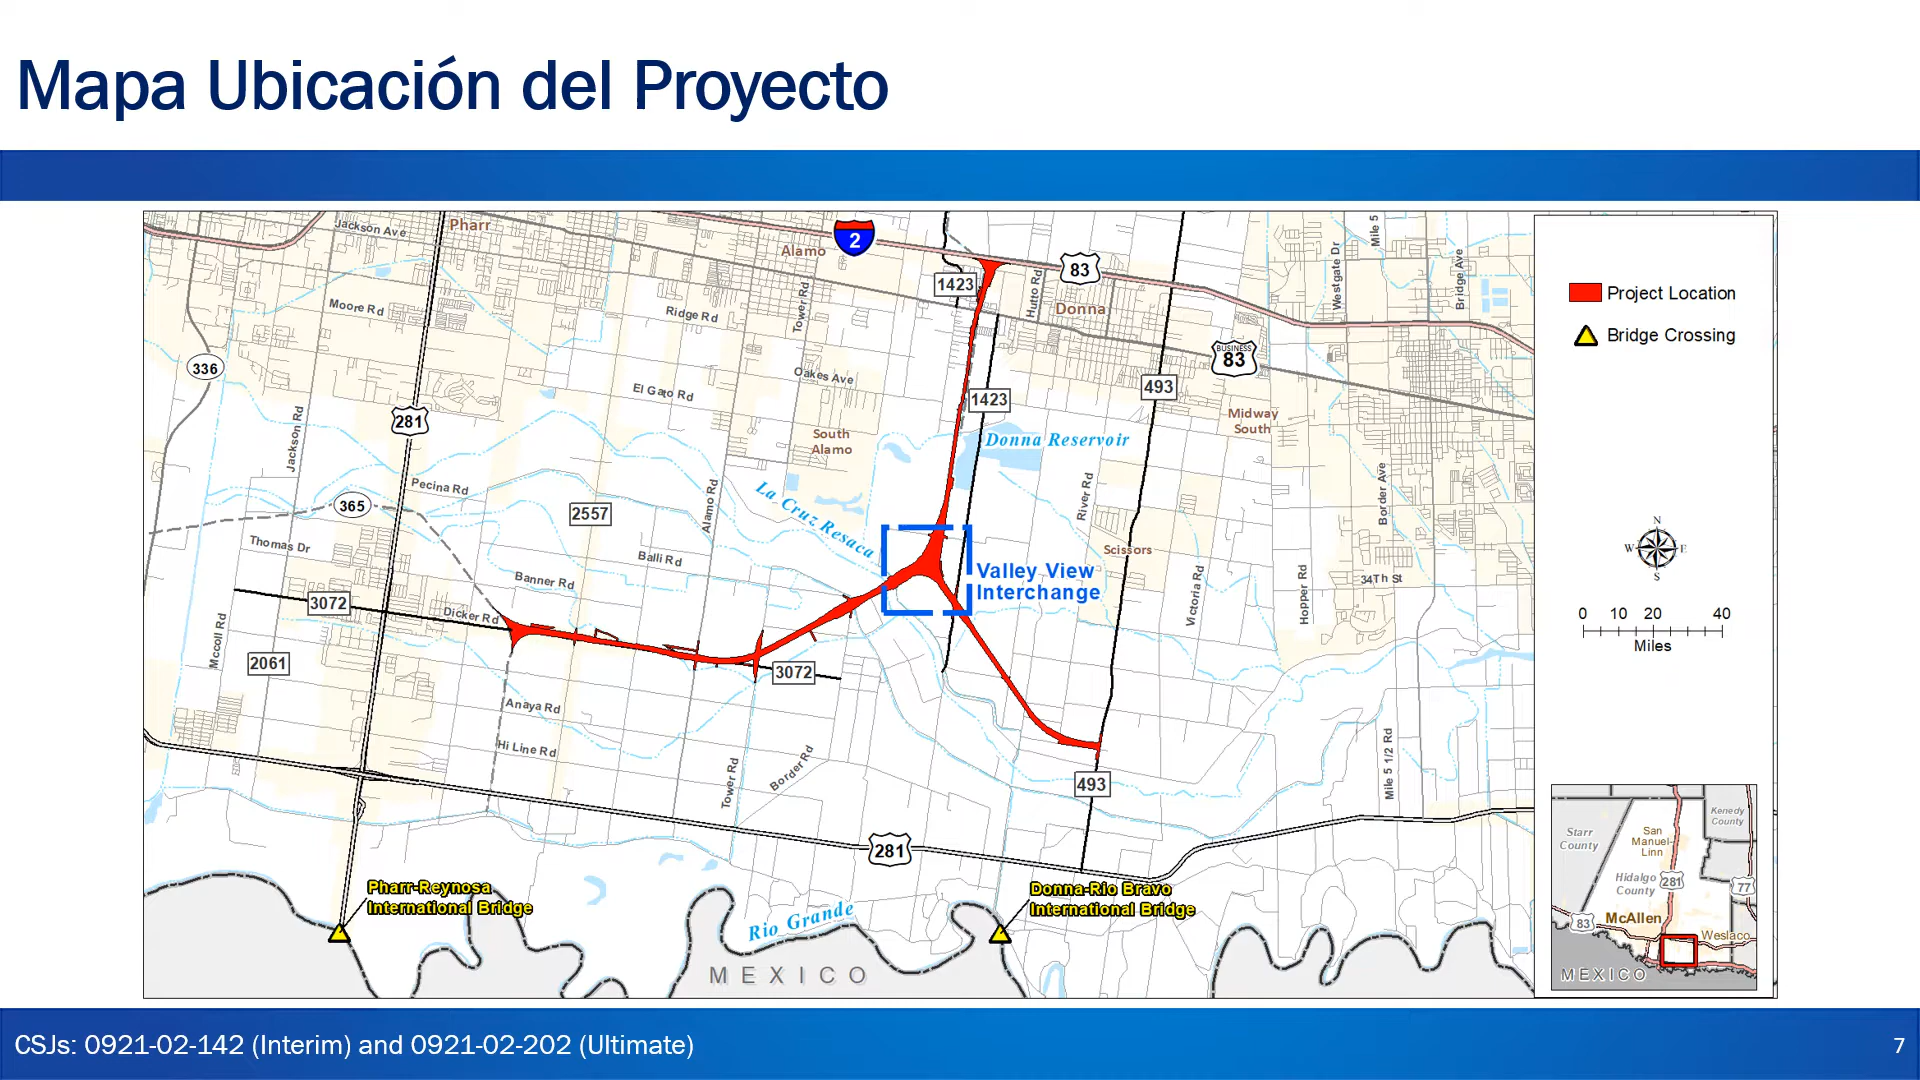 Mapa Ubicación del Proyecto
Jackson Ave
Pharr
Alamo
2
83
1423
Hutto Rd
Donna
Westgate Dr
Mile 5
Bridge Ave
Moore Rd
Ridge Rd
Tower Rd
336
BUSINESS
83
Oakes Ave
El Gato Rd
493
1423
281
Jackson Rd
South
Alamo
Midway
South
Donna Reservoir
Pecina Rd
365
2557
Alamo Rd
La Cruz Resaca
River Rd
Border Ave
Thomas Dr
Balli Rd
Scissors
Banner Rd
Valley View
Interchange
34Th St
Victoria Rd
Hopper Rd
3072
Dicker Rd
Mccoll Rd
2061
3072
Anaya Rd
Hi Line Rd
Tower Rd
Border Rd
493
Mile 5 1/2 Rd
281
Pharr-Reynosa
International Bridge
Donna-Rio Bravo
International Bridge
Rio Grande
MEXICO
Project Location
Bridge Crossing
N
W E
S
0 10 20 40
Miles
Kenedy
County
Starr
County
San
Manuel-
Linn
Hidalgo
County
281
77
McAllen
83
Weslaco
MEXICO
CSJs: 0921-02-142 (Interim) and 0921-02-202 (Ultimate)
7